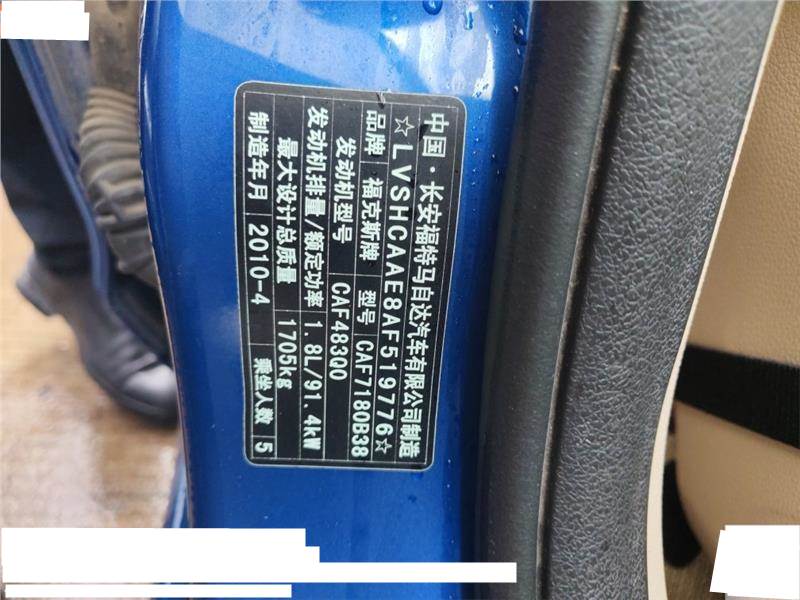 中国·长安福特马自达汽车有限公司制造
☆LVSHCAAE8AF519776☆
品牌 福克斯牌 型号 CAF7180B38
发动机型号 CAF483Q0
发动机排量/额定功率 1.8L/91.4kW
最大设计总质量 1705kg
制造年月 2010-4 乘坐人数 5